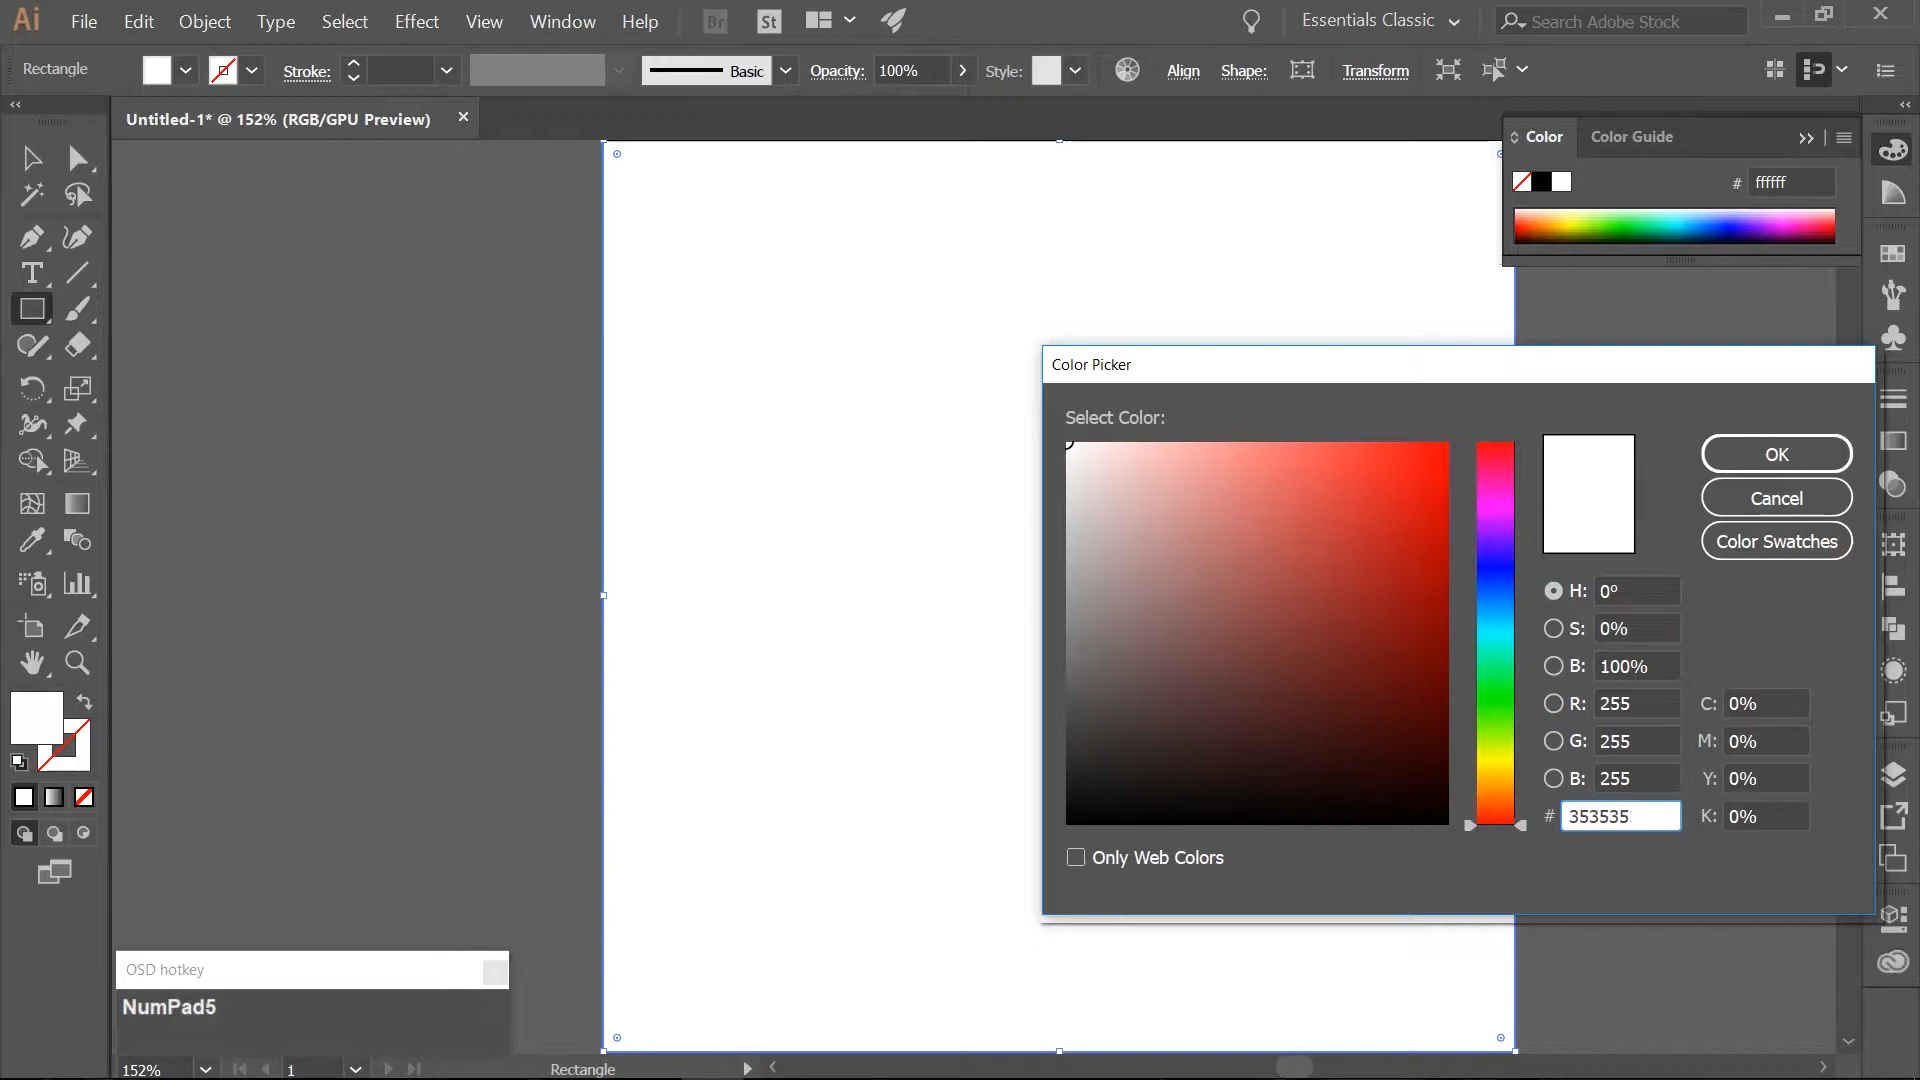 Ai File Edit Object Type Select Effect View Window Help Br St Essentials Classic Search Adobe Stock
Rectangle Stroke: Basic Opacity: 100% Style: Align Shape: Transform
Untitled-1* @ 152% (RGB/GPU Preview)
Color Color Guide
# ffffff
Color Picker
Select Color:
OK
Cancel
Color Swatches
H: 0°
S: 0%
B: 100%
R: 255 C: 0%
G: 255 M: 0%
B: 255 Y: 0%
# 353535 K: 0%
Only Web Colors
OSD hotkey
NumPad5
152% 1 Rectangle